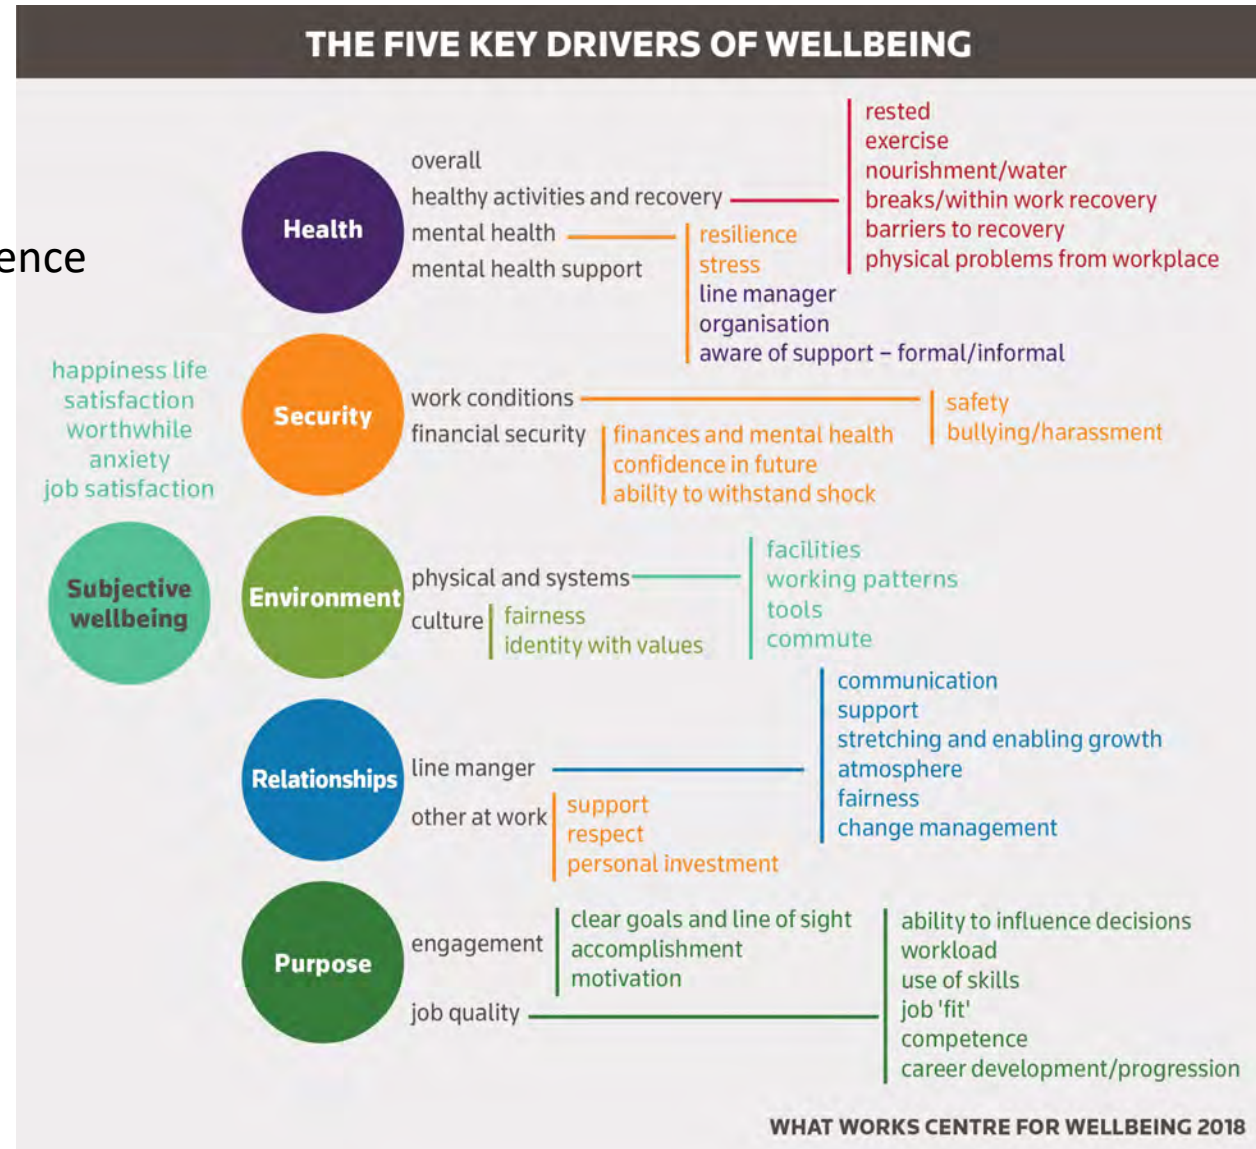 THE FIVE KEY DRIVERS OF WELLBEING
ence
happiness life
satisfaction
worthwhile
anxiety
job satisfaction
Subjective
wellbeing
Health
overall
healthy activities and recovery
mental health
mental health support
rested
exercise
nourishment/water
breaks/within work recovery
barriers to recovery
physical problems from workplace
resilience
stress
line manager
organisation
aware of support – formal/informal
Security
work conditions
financial security
safety
bullying/harassment
finances and mental health
confidence in future
ability to withstand shock
Environment
physical and systems
culture
facilities
working patterns
tools
commute
fairness
identity with values
Relationships
line manger
other at work
communication
support
stretching and enabling growth
atmosphere
fairness
change management
support
respect
personal investment
Purpose
engagement
job quality
clear goals and line of sight
accomplishment
motivation
ability to influence decisions
workload
use of skills
job 'fit'
competence
career development/progression
WHAT WORKS CENTRE FOR WELLBEING 2018